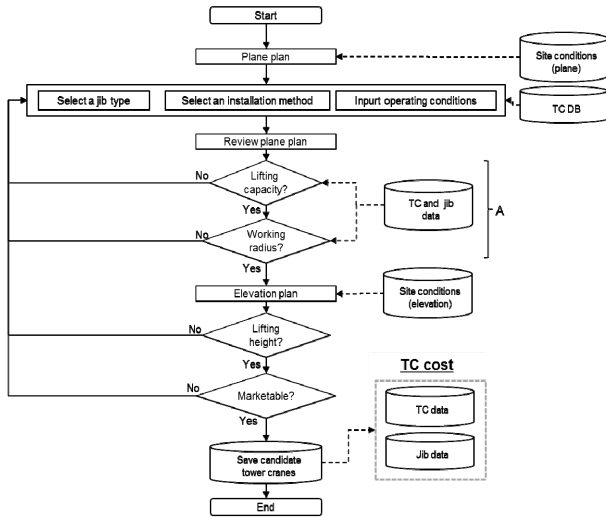 Start
Plane plan
Site conditions
(plane)
Select a jib type
Select an installation method
Inpurt operating conditions
TC DB
Review plane plan
No
Lifting
capacity?
Yes
TC and jib
data
A
No
Working
radius?
Yes
Elevation plan
Site conditions
(elevation)
No
Lifting
height?
Yes
TC cost
No
Marketable?
Yes
TC data
Jib data
Save candidate
tower cranes
End